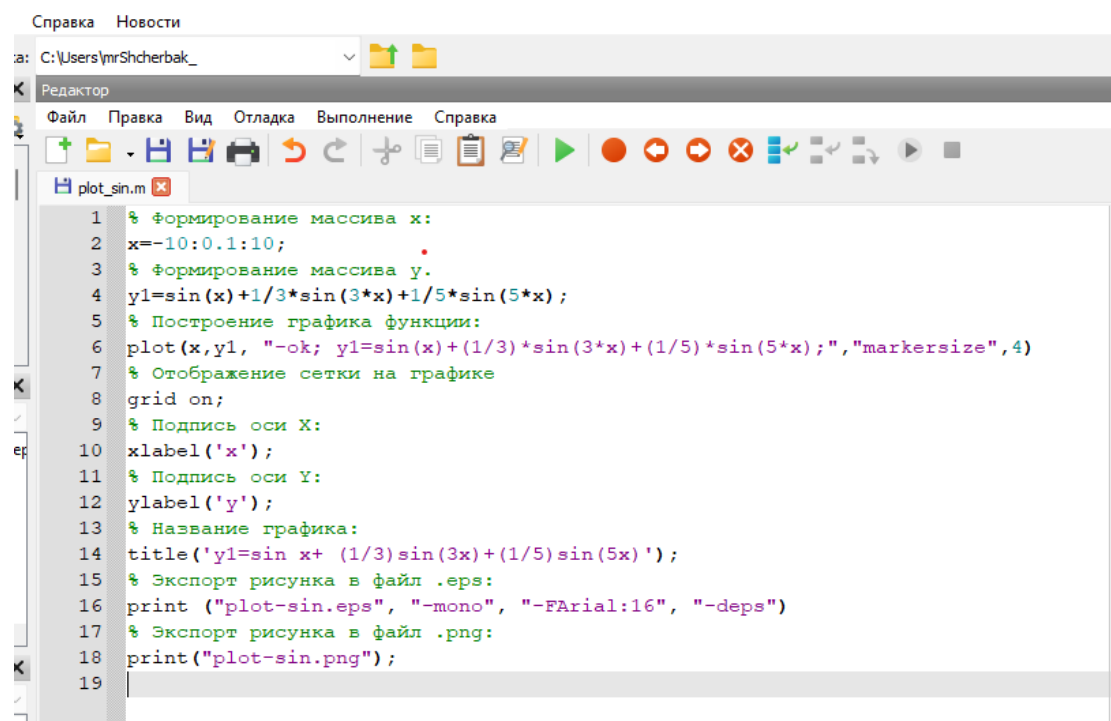 Справка Новости
ка: C:\Users\mrShcherbak_
Редактор
Файл Правка Вид Отладка Выполнение Справка
plot_sin.m
1 % Формирование массива x:
2 x=-10:0.1:10;
3 % Формирование массива y.
4 y1=sin(x)+1/3*sin(3*x)+1/5*sin(5*x);
5 % Построение графика функции:
6 plot(x,y1, "-ok; y1=sin(x)+(1/3)*sin(3*x)+(1/5)*sin(5*x);","markersize",4)
7 % Отображение сетки на графике
8 grid on;
9 % Подпись оси X:
10 xlabel('x');
11 % Подпись оси Y:
12 ylabel('y');
13 % Название графика:
14 title('y1=sin x+ (1/3)sin(3x)+(1/5)sin(5x)');
15 % Экспорт рисунка в файл .eps:
16 print ("plot-sin.eps", "-mono", "-FArial:16", "-deps")
17 % Экспорт рисунка в файл .png:
18 print("plot-sin.png");
19